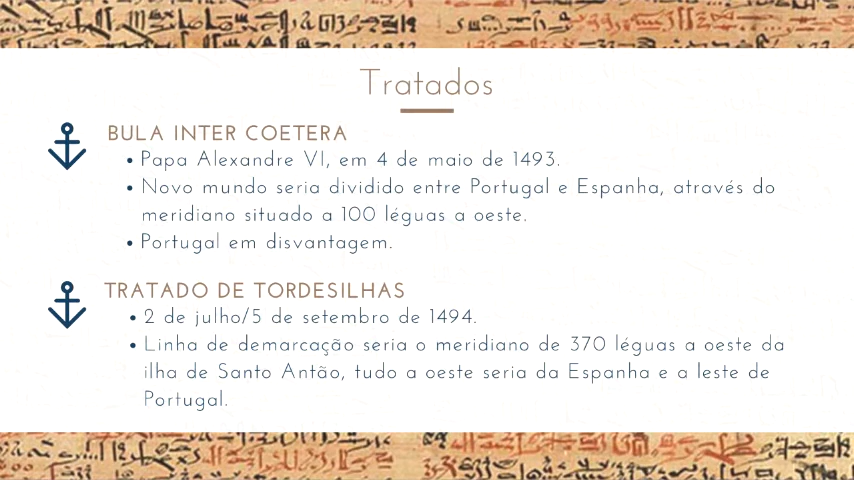 Tratados
BULA INTER COETERA
• Papa Alexandre VI, em 4 de maio de 1493.
• Novo mundo seria dividido entre Portugal e Espanha, através do
meridiano situado a 100 léguas a oeste.
• Portugal em disvantagem.
TRATADO DE TORDESILHAS
• 2 de julho/5 de setembro de 1494.
• Linha de demarcação seria o meridiano de 370 léguas a oeste da
ilha de Santo Antão, tudo a oeste seria da Espanha e a leste de
Portugal.